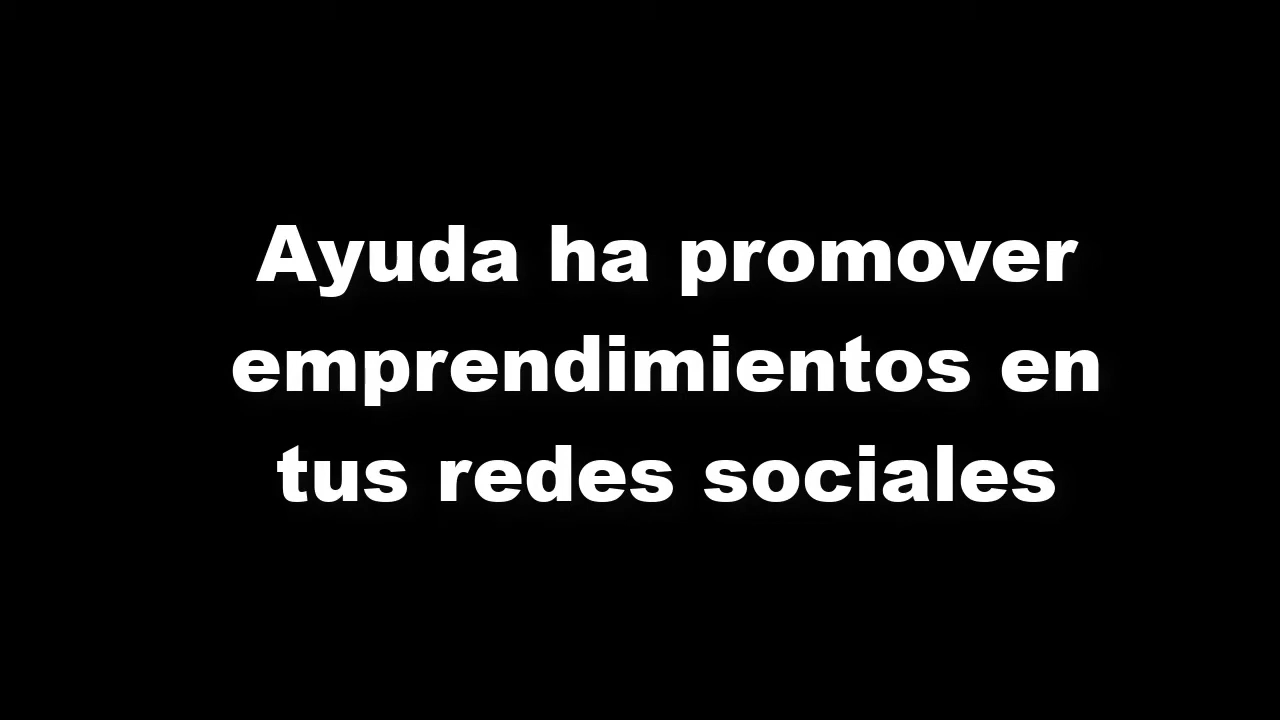 Ayuda ha promover
emprendimientos en
tus redes sociales